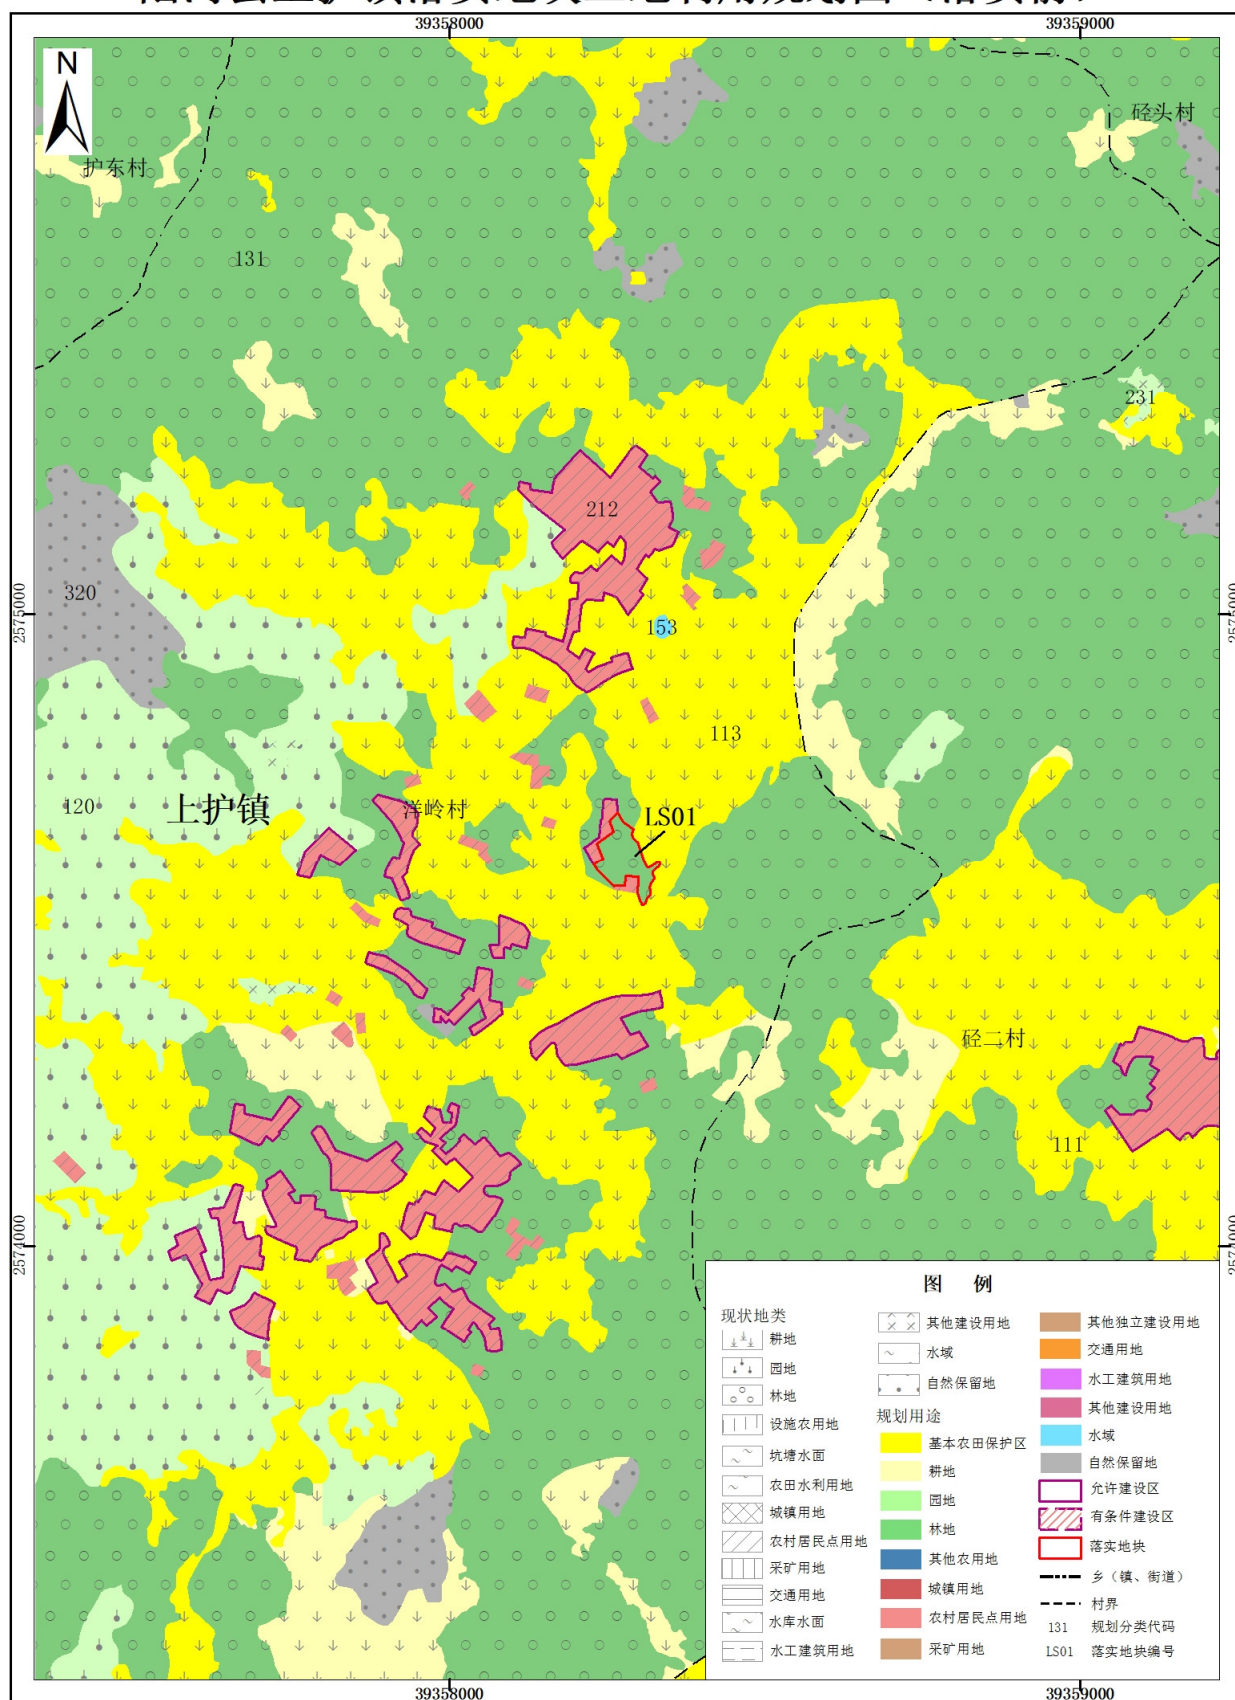 39358000
39359000
N
砼头村
护东村
131
231
212
320
2575000
2575000
153
113
120
上护镇
洋岭村
LS01
砼二村
111
2574000
2574000
图 例
现状地类
耕地
园地
林地
设施农用地
坑塘水面
农田水利用地
城镇用地
农村居民点用地
采矿用地
交通用地
水库水面
水工建筑用地
其他建设用地
水域
自然保留地
规划用途
基本农田保护区
耕地
园地
林地
其他农用地
城镇用地
农村居民点用地
采矿用地
其他独立建设用地
交通用地
水工建筑用地
其他建设用地
水域
自然保留地
允许建设区
有条件建设区
落实地块
乡（镇、街道）
村界
131 规划分类代码
LS01 落实地块编号
39358000
39359000